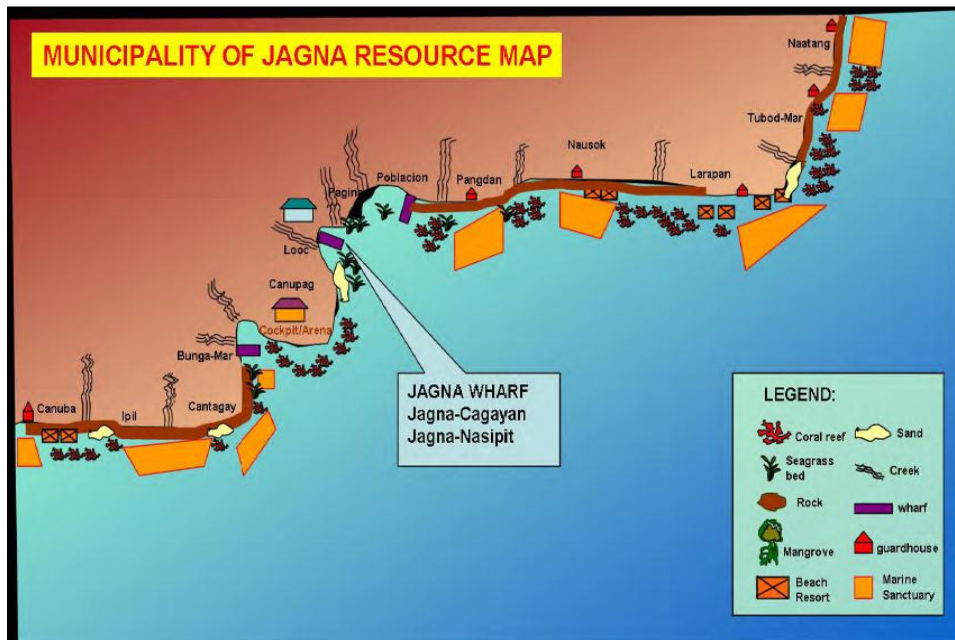 MUNICIPALITY OF JAGNA RESOURCE MAP
Naatang
Tubod-Mar
Nausok
Larapan
Poblacion
Pangdan
Pagina
Looc
Canupag
Cockpit/Arena
Bunga-Mar
Canuba
Ipil
Cantagay
JAGNA WHARF
Jagna-Cagayan
Jagna-Nasipit
LEGEND:
Coral reef
Sand
Seagrass
bed
Creek
Rock
wharf
Mangrove
guardhouse
Beach
Resort
Marine
Sanctuary